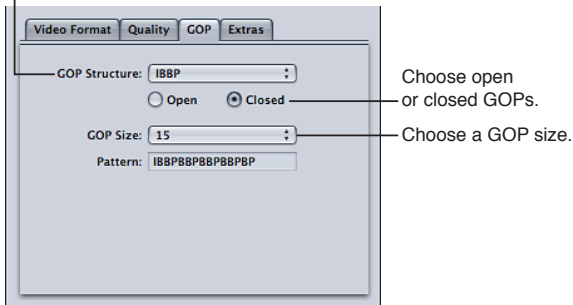 Video Format Quality GOP Extras
GOP Structure: IBBP
Open Closed
Choose open
or closed GOPs.
GOP Size: 15
Choose a GOP size.
Pattern: IBBPBBPBBPBBPBP